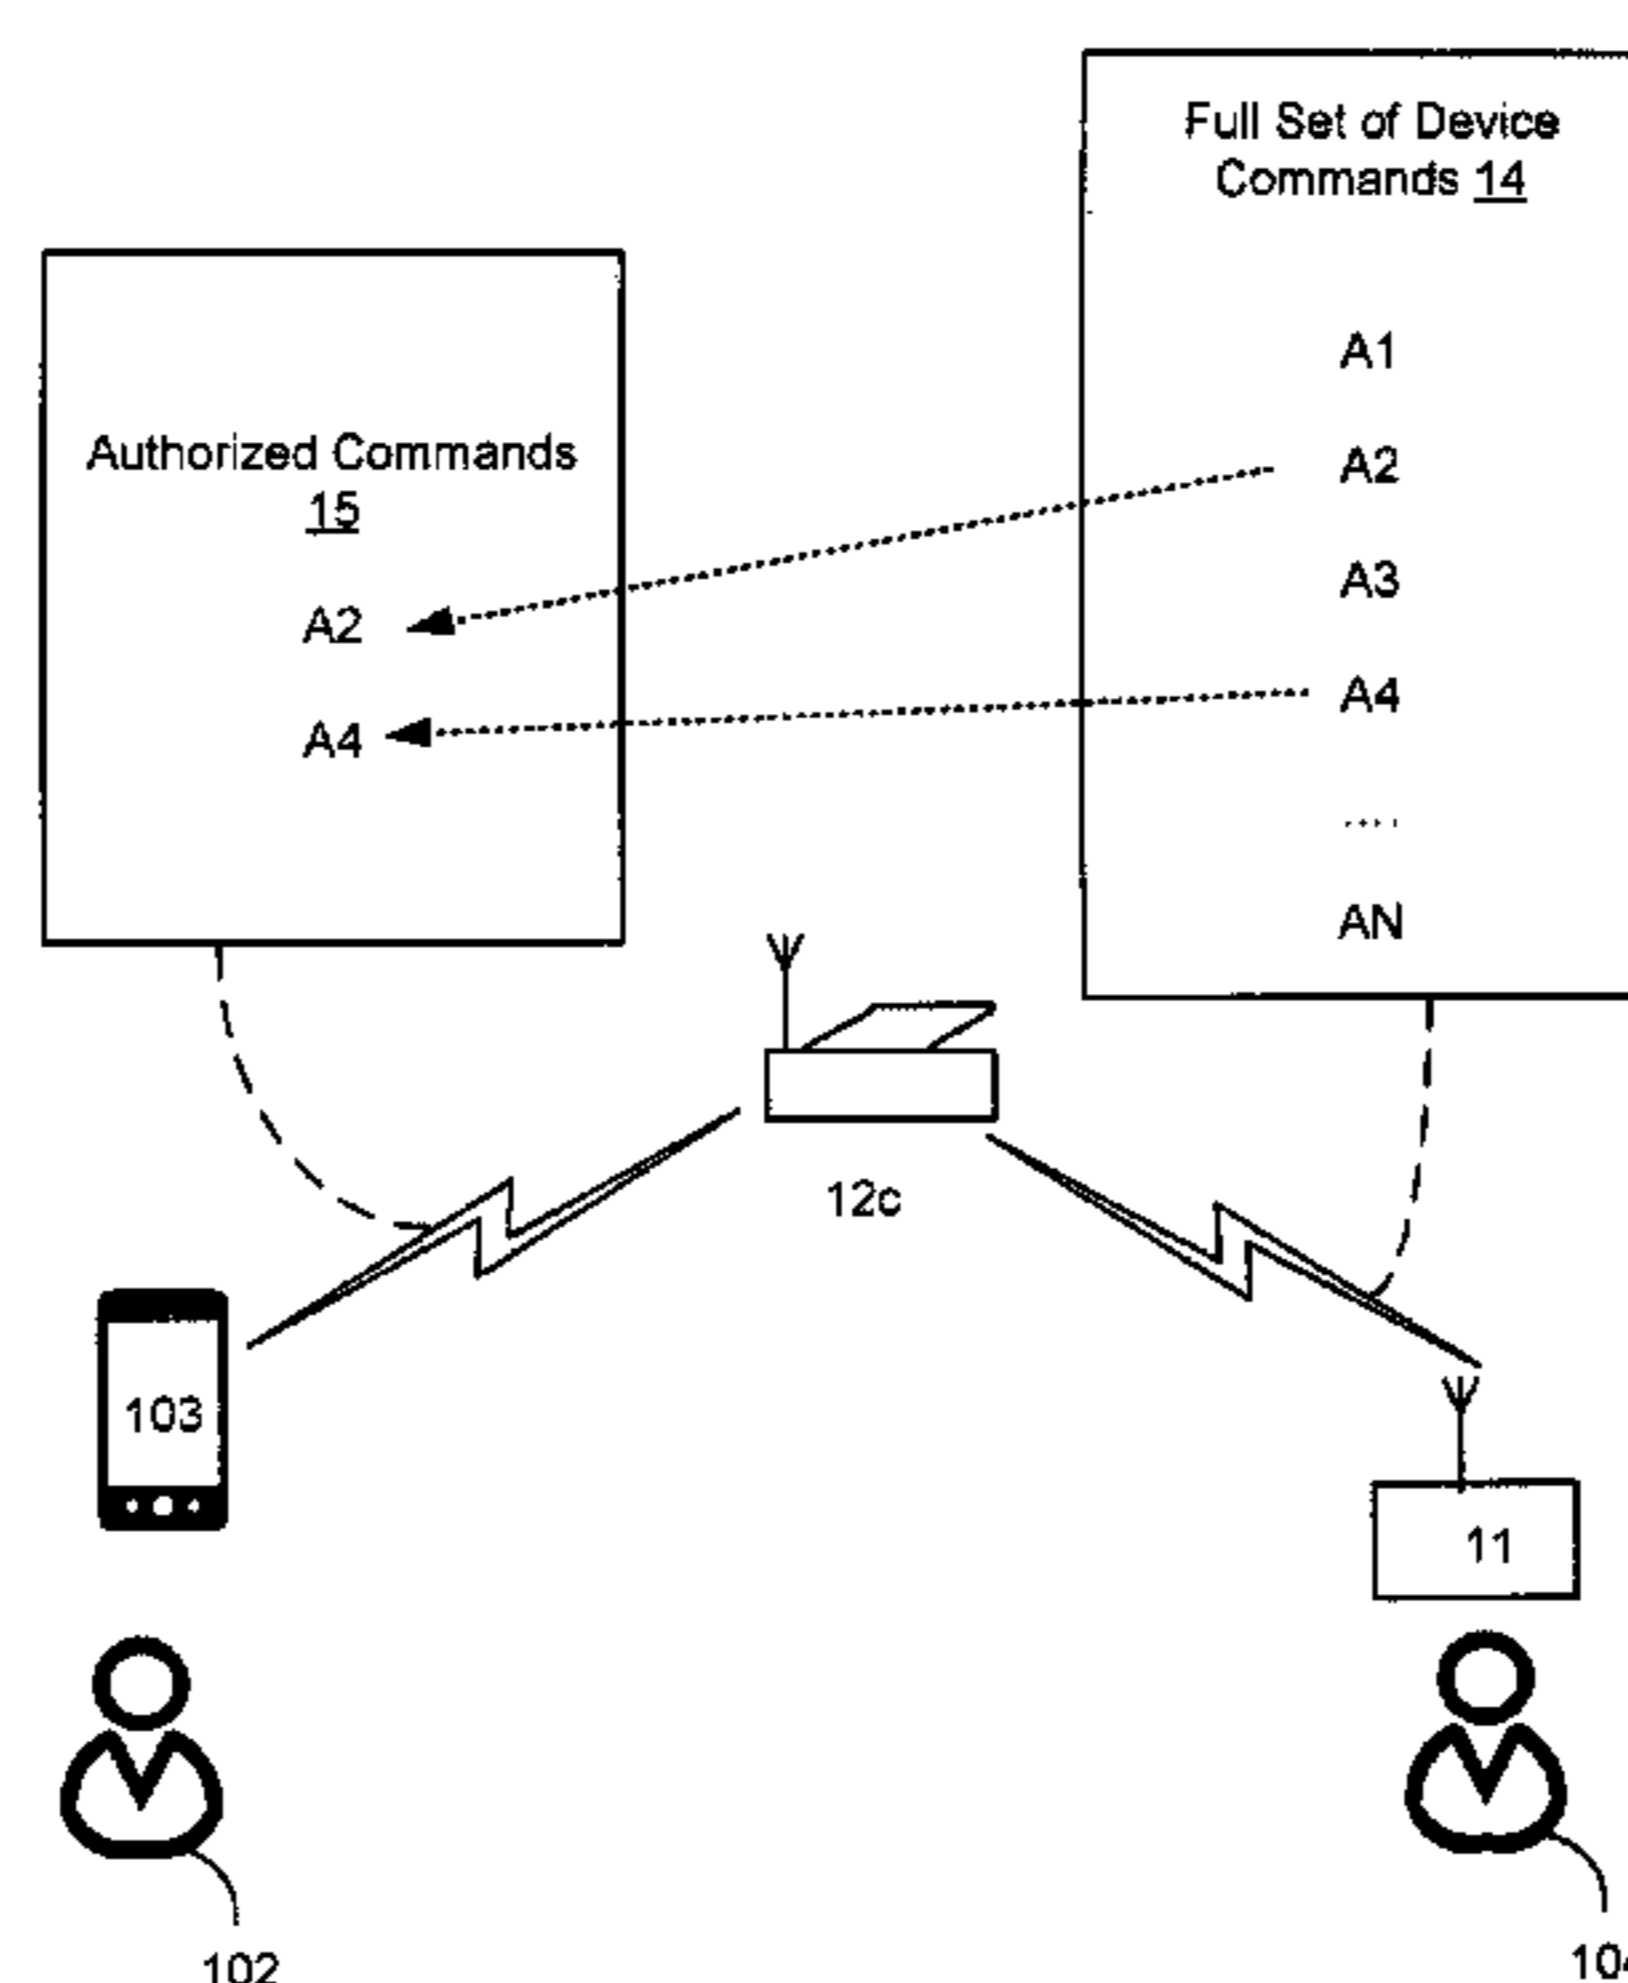 Full Set of Device
Commands 14
A1
A2
A3
A4
....
AN
Authorized Commands
15
A2
A4
12c
103
11
102
104